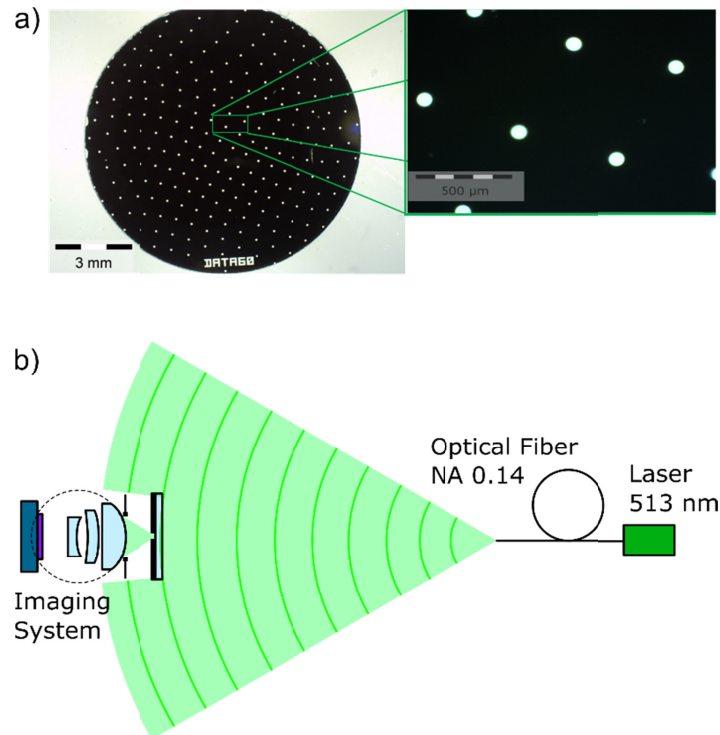 a)
3 mm
DATA60
500 µm
b)
Optical Fiber
NA 0.14
Laser
513 nm
Imaging
System